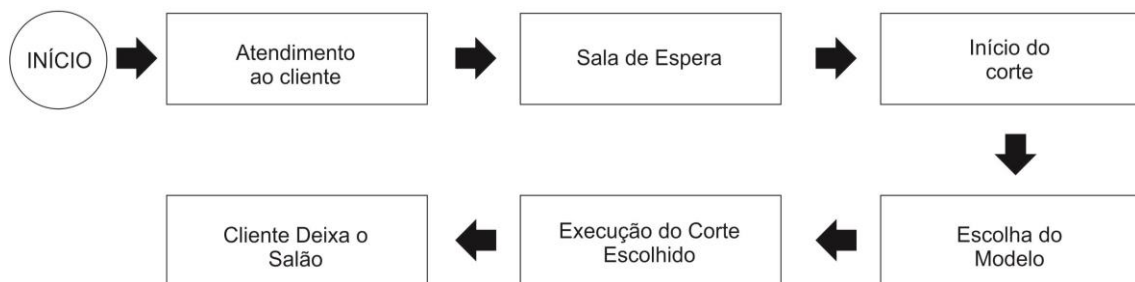 INÍCIO
Atendimento
ao cliente
Sala de Espera
Início do
corte
Escolha do
Modelo
Execução do Corte
Escolhido
Cliente Deixa o
Salão